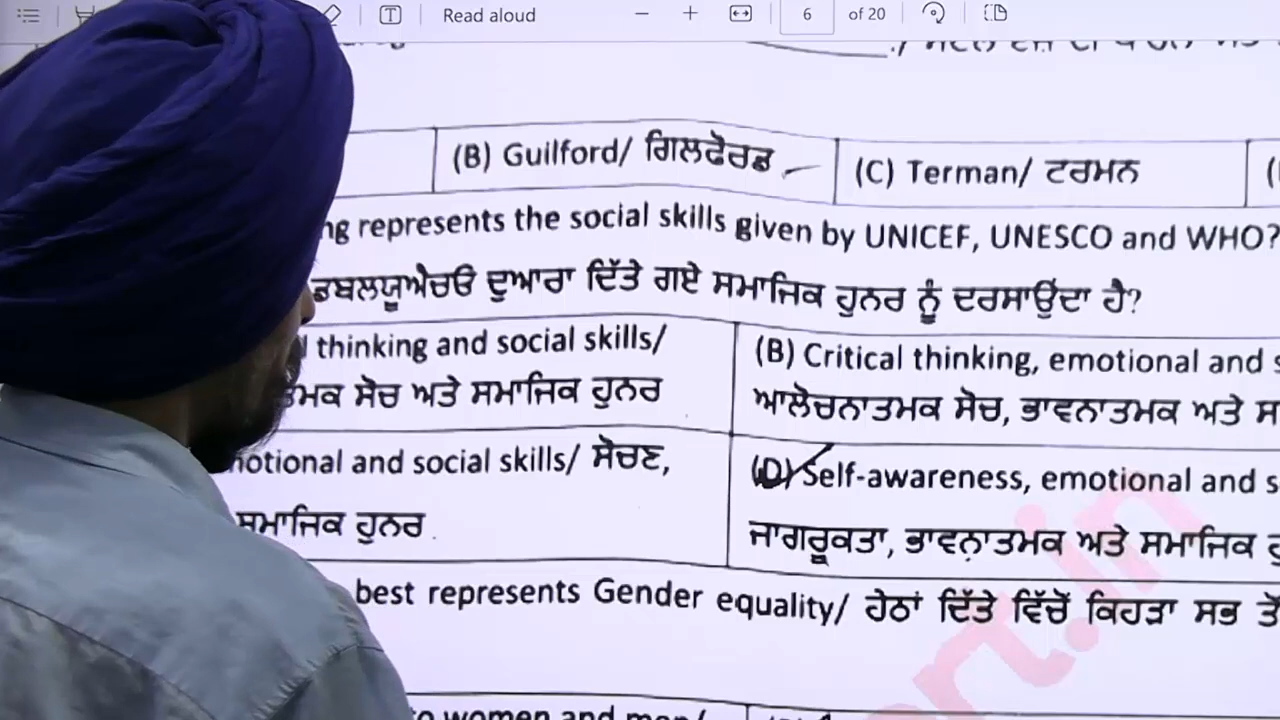 Read aloud
6 of 20
(B) Guilford/ ਗਿਲਫੋਰਡ
(C) Terman/ ਟਰਮਨ
represents the social skills given by UNICEF, UNESCO and WHO?
ਡਬਲਯੂਐਚਓ ਦੁਆਰਾ ਦਿੱਤੇ ਗਏ ਸਮਾਜਿਕ ਹੁਨਰ ਨੂੰ ਦਰਸਾਉਂਦਾ ਹੈ?
thinking and social skills/
ਸੋਚ ਅਤੇ ਸਮਾਜਿਕ ਹੁਨਰ
(B) Critical thinking, emotional and
ਆਲੋਚਨਾਤਮਕ ਸੋਚ, ਭਾਵਨਾਤਮਕ ਅਤੇ
and social skills/ ਸੋਚਣ,
ਸਮਾਜਿਕ ਹੁਨਰ
(D) Self-awareness, emotional and
ਜਾਗਰੂਕਤਾ, ਭਾਵਨਾਤਮਕ ਅਤੇ ਸਮਾਜਿਕ
best represents Gender equality/ ਹੇਠਾਂ ਦਿੱਤੇ ਵਿੱਚੋਂ ਕਿਹੜਾ ਸਭ ਤੋਂ
women and men/